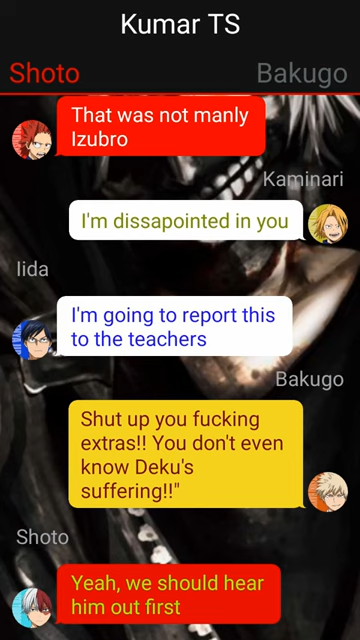 Kumar TS
Shoto
Bakugo
That was not manly
Izubro
Kaminari
I'm dissapointed in you
Iida
I'm going to report this
to the teachers
Bakugo
Shut up you fucking
extras!! You don't even
know Deku's
suffering!!"
Shoto
Yeah, we should hear
him out first